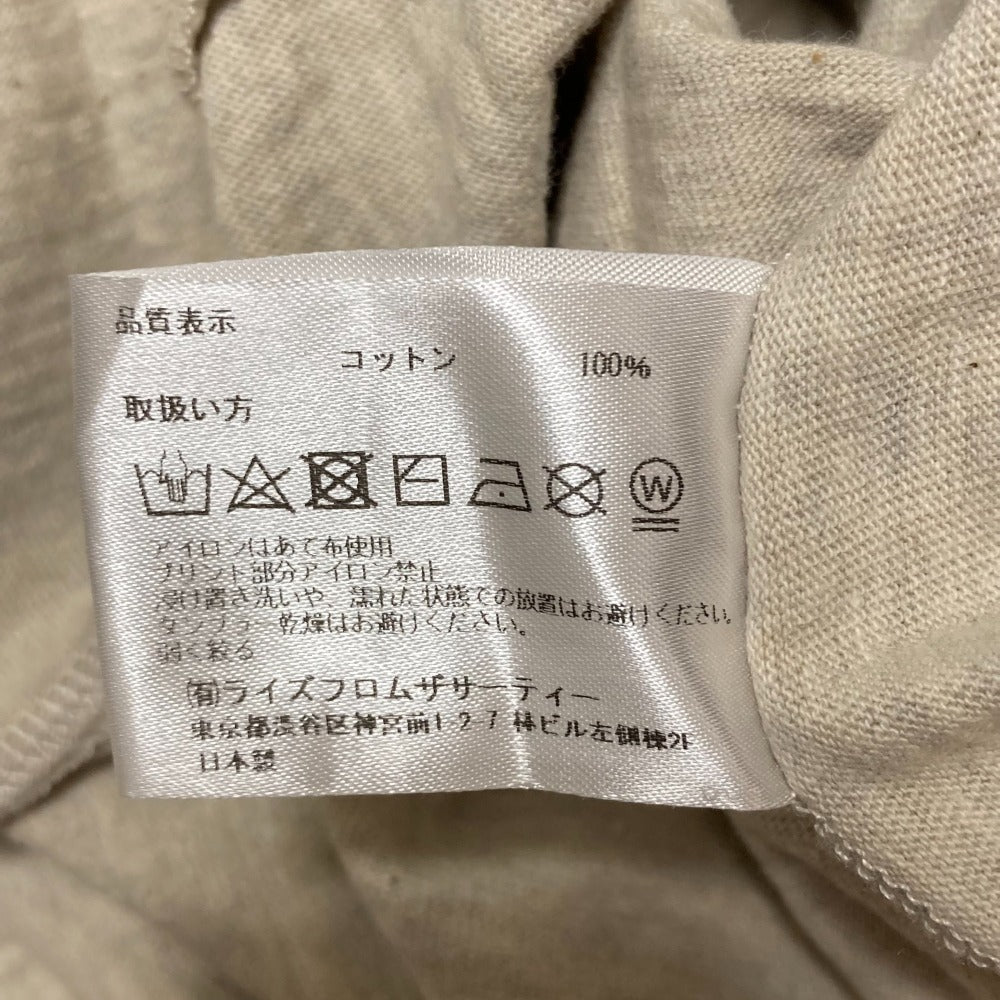 品質表示
コットン 100%
取扱い方
W
アイロンはあて布使用
プリント部分アイロン禁止
浸け置き洗いや、濡れた状態での放置はお避けください。
タンブラー乾燥はお避けください。
弱く絞る
(有)ライズフロムザサーティー
東京都渋谷区神宮前1-2-7 林ビル左側棟2F
日本製